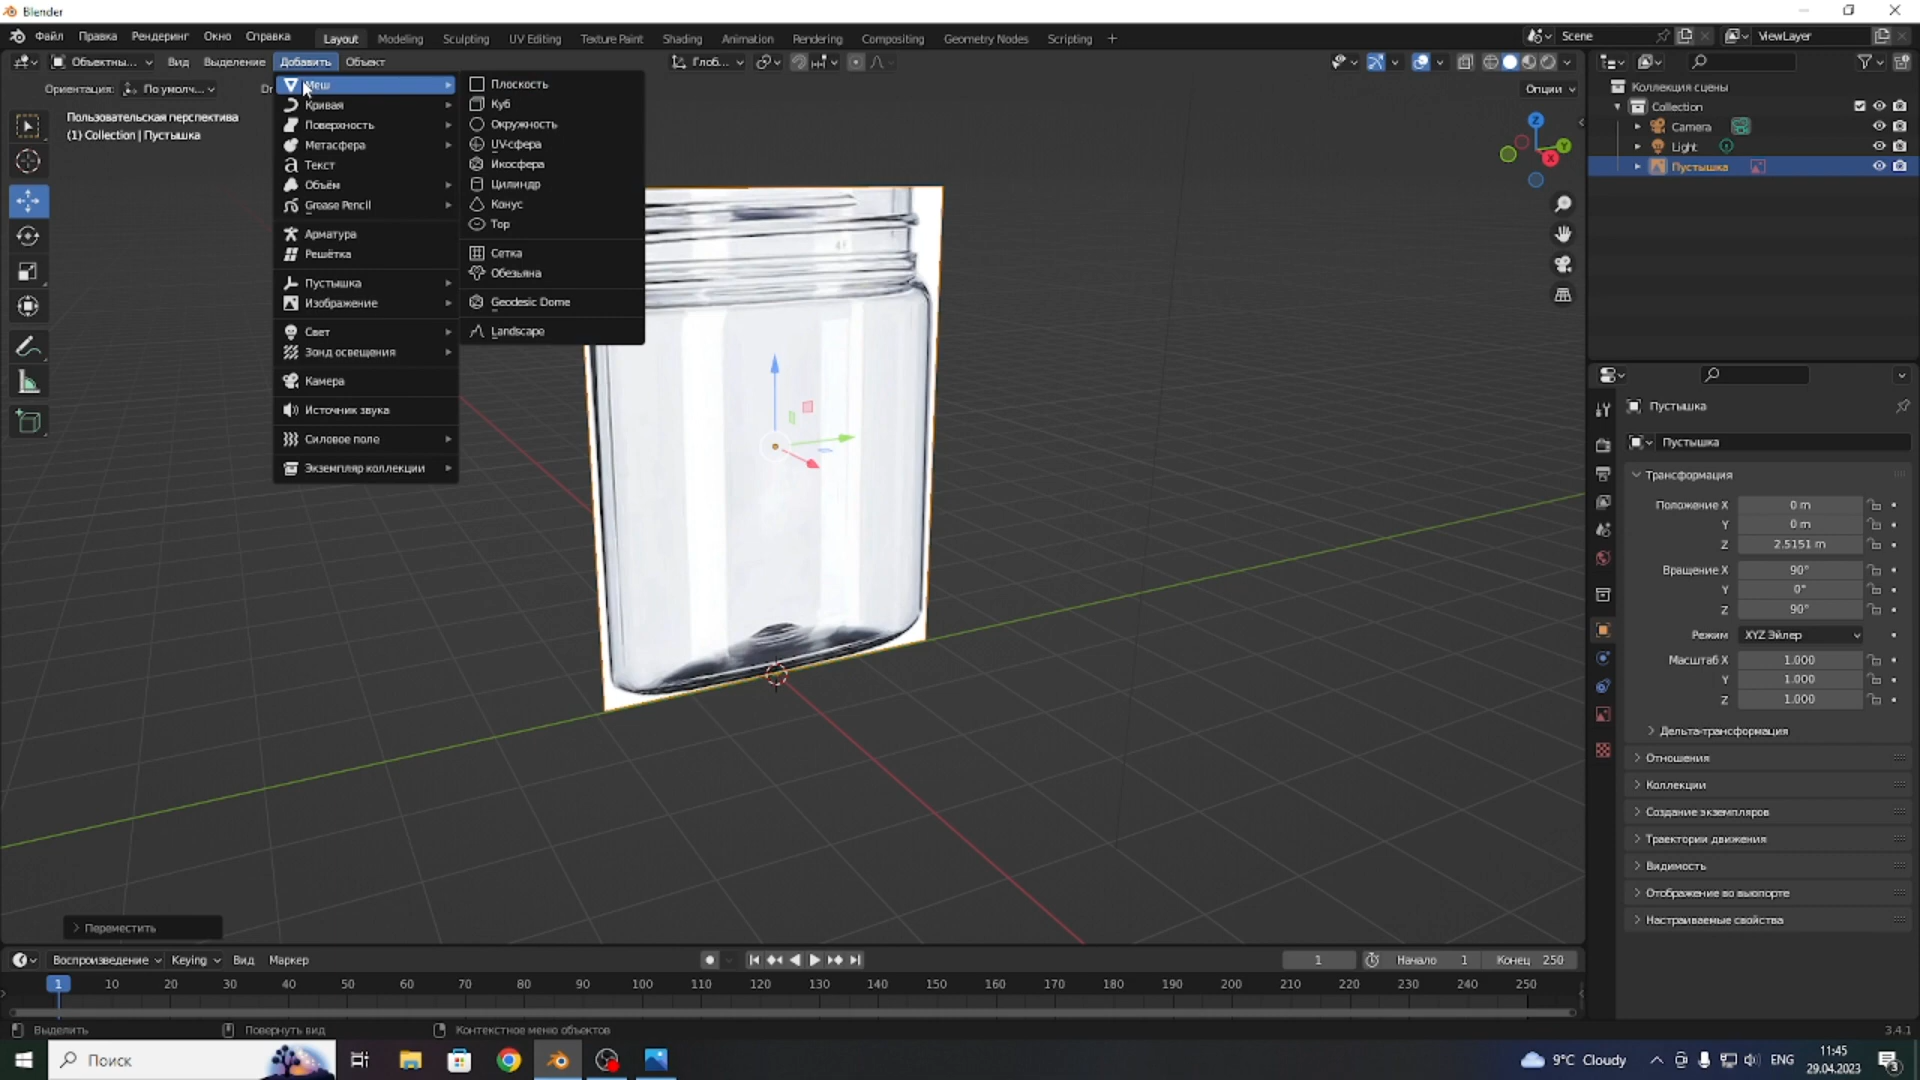 Blender
Файл Правка Рендеринг Окно Справка Layout Modeling Sculpting UV Editing Texture Paint Shading Animation Rendering Compositing Geometry Nodes Scripting + Scene ViewLayer
Объектны... Вид Выделение Добавить Объект Глоб...
Ориентация: По умолч... Опции
Пользовательская перспектива
(1) Collection | Пустышка
Меш
Кривая
Поверхность
Метасфера
Текст
Объём
Grease Pencil
Арматура
Решётка
Пустышка
Изображение
Свет
Зонд освещения
Камера
Источник звука
Силовое поле
Экземпляр коллекции
Плоскость
Куб
Окружность
UV-сфера
Икосфера
Цилиндр
Конус
Тор
Сетка
Обезьяна
Geodesic Dome
Landscape
Z
Y
X
Коллекция сцены
Collection
Camera
Light
Пустышка
Пустышка
Пустышка
Трансформация
Положение X 0 m
Y 0 m
Z 2.5151 m
Вращение X 90°
Y 0°
Z 90°
Режим XYZ Эйлер
Масштаб X 1.000
Y 1.000
Z 1.000
Дельта-трансформация
Отношения
Коллекции
Создание экземпляров
Траектории движения
Видимость
Отображение во вьюпорте
Настраиваемые свойства
Переместить
Воспроизведение Keying Вид Маркер 1 Начало 1 Конец 250
1 10 20 30 40 50 60 70 80 90 100 110 120 130 140 150 160 170 180 190 200 210 220 230 240 250
Выделить Повернуть вид Контекстное меню объектов 3.4.1
Поиск 9°C Cloudy ENG 11:45
29.04.2023 3